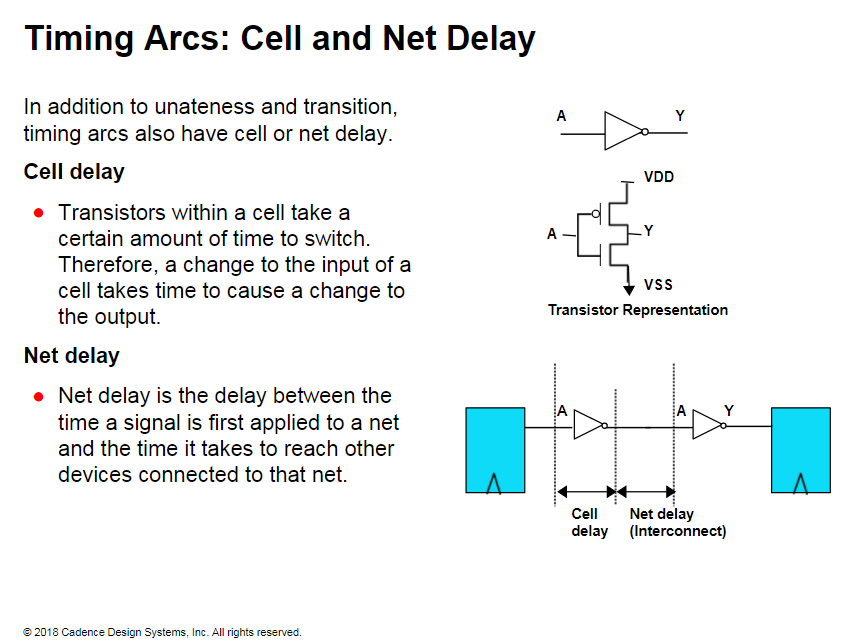 Timing Arcs: Cell and Net Delay
In addition to unateness and transition,
timing arcs also have cell or net delay.
Cell delay
Transistors within a cell take a
certain amount of time to switch.
Therefore, a change to the input of a
cell takes time to cause a change to
the output.
Net delay
Net delay is the delay between the
time a signal is first applied to a net
and the time it takes to reach other
devices connected to that net.
A Y
VDD
A Y
VSS
Transistor Representation
A A Y
Cell Net delay
delay (Interconnect)
© 2018 Cadence Design Systems, Inc. All rights reserved.